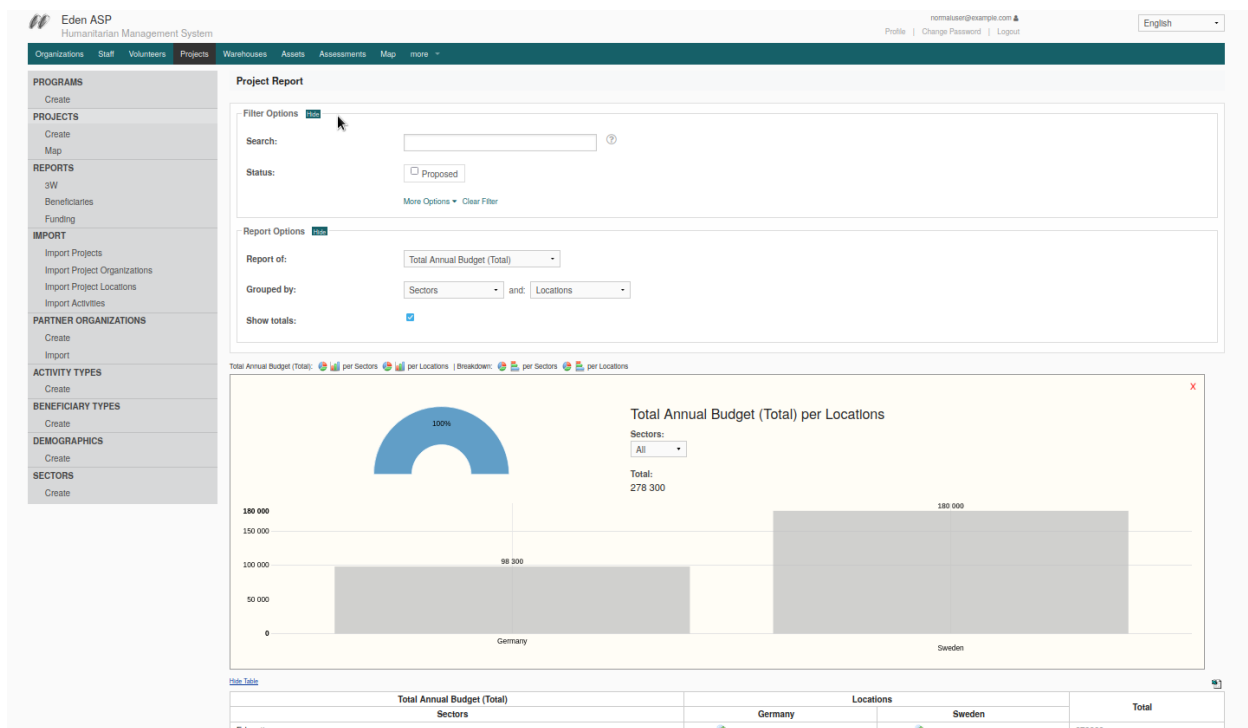 Eden ASP
Humanitarian Management System
normaluser@example.com
Profile | Change Password | Logout
English
Organizations Staff Volunteers Projects Warehouses Assets Assessments Map more
PROGRAMS
Create
PROJECTS
Create
Map
REPORTS
3W
Beneficiaries
Funding
IMPORT
Import Projects
Import Project Organizations
Import Project Locations
Import Activities
PARTNER ORGANIZATIONS
Create
Import
ACTIVITY TYPES
Create
BENEFICIARY TYPES
Create
DEMOGRAPHICS
Create
SECTORS
Create
Project Report
Filter Options Hide
Search:
Status: Proposed
More Options Clear Filter
Report Options Hide
Report of: Total Annual Budget (Total)
Grouped by: Sectors and: Locations
Show totals:
Total Annual Budget (Total): per Sectors per Locations | Breakdown: per Sectors per Locations
X
100%
Total Annual Budget (Total) per Locations
Sectors:
All
Total:
278 300
180 000
150 000
100 000
50 000
0
98 300
180 000
Germany
Sweden
Hide Table
Total Annual Budget (Total) Locations Total
Sectors Germany Sweden